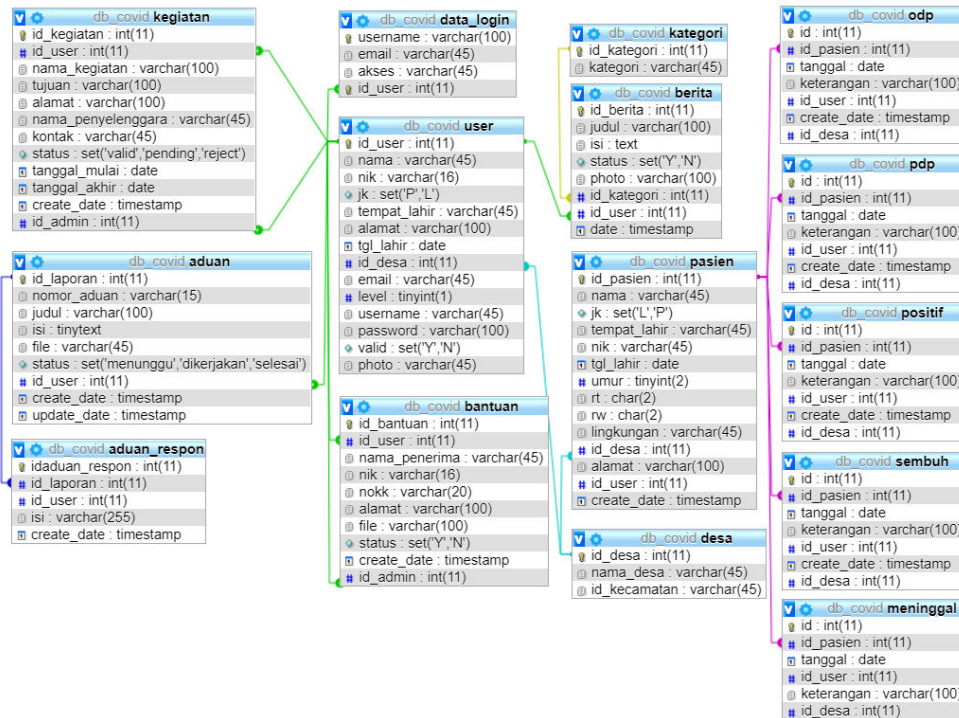 db_covid kegiatan
id_kegiatan : int(11)
id_user : int(11)
nama_kegiatan : varchar(100)
tujuan : varchar(100)
alamat : varchar(100)
nama_penyelenggara : varchar(45)
kontak : varchar(45)
status : set('valid','pending','reject')
tanggal_mulai : date
tanggal_akhir : date
create_date : timestamp
id_admin : int(11)
db_covid aduan
id_laporan : int(11)
nomor_aduan : varchar(15)
judul : varchar(100)
isi : tinytext
file : varchar(45)
status : set('menunggu','dikerjakan','selesai')
id_user : int(11)
create_date : timestamp
update_date : timestamp
db_covid aduan_respon
idaduan_respon : int(11)
id_laporan : int(11)
id_user : int(11)
isi : varchar(255)
create_date : timestamp
db_covid data_login
username : varchar(100)
email : varchar(45)
akses : varchar(45)
id_user : int(11)
db_covid user
id_user : int(11)
nama : varchar(45)
nik : varchar(16)
jk : set('P','L')
tempat_lahir : varchar(45)
alamat : varchar(100)
tgl_lahir : date
id_desa : int(11)
email : varchar(45)
level : tinyint(1)
username : varchar(45)
password : varchar(100)
valid : set('Y','N')
photo : varchar(45)
db_covid bantuan
id_bantuan : int(11)
id_user : int(11)
nama_penerima : varchar(45)
nik : varchar(16)
nokk : varchar(20)
alamat : varchar(100)
file : varchar(100)
status : set('Y','N')
create_date : timestamp
id_admin : int(11)
db_covid kategori
id_kategori : int(11)
kategori : varchar(45)
db_covid berita
id_berita : int(11)
judul : varchar(100)
isi : text
status : set('Y','N')
photo : varchar(100)
id_kategori : int(11)
id_user : int(11)
date : timestamp
db_covid pasien
id_pasien : int(11)
nama : varchar(45)
jk : set('L','P')
tempat_lahir : varchar(45)
nik : varchar(45)
tgl_lahir : date
umur : tinyint(2)
rt : char(2)
rw : char(2)
lingkungan : varchar(45)
id_desa : int(11)
alamat : varchar(100)
id_user : int(11)
create_date : timestamp
db_covid desa
id_desa : int(11)
nama_desa : varchar(45)
id_kecamatan : varchar(45)
db_covid odp
id : int(11)
id_pasien : int(11)
tanggal : date
keterangan : varchar(100)
id_user : int(11)
create_date : timestamp
id_desa : int(11)
db_covid pdp
id : int(11)
id_pasien : int(11)
tanggal : date
keterangan : varchar(100)
id_user : int(11)
create_date : timestamp
id_desa : int(11)
db_covid positif
id : int(11)
id_pasien : int(11)
tanggal : date
keterangan : varchar(100)
id_user : int(11)
create_date : timestamp
id_desa : int(11)
db_covid sembuh
id : int(11)
id_pasien : int(11)
tanggal : date
keterangan : varchar(100)
id_user : int(11)
create_date : timestamp
id_desa : int(11)
db_covid meninggal
id : int(11)
id_pasien : int(11)
tanggal : date
id_user : int(11)
keterangan : varchar(100)
id_desa : int(11)